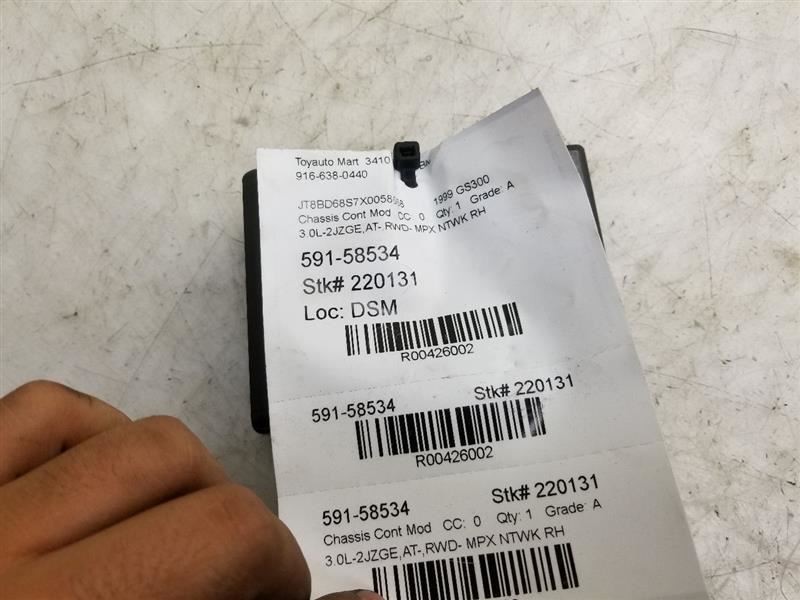 Toyauto Mart 3410
916-638-0440
1999 GS300
Chassis Cont Mod CC: 0 Qty: 1 Grade: A
3.0L-2JZGE,AT-,RWD- MPX NTWK RH
591-58534
Stk# 220131
Loc: DSM
R00426002
591-58534 Stk# 220131
R00426002
591-58534 Stk# 220131
Chassis Cont Mod CC: 0 Qty: 1 Grade: A
3.0L-2JZGE,AT-,RWD- MPX NTWK RH